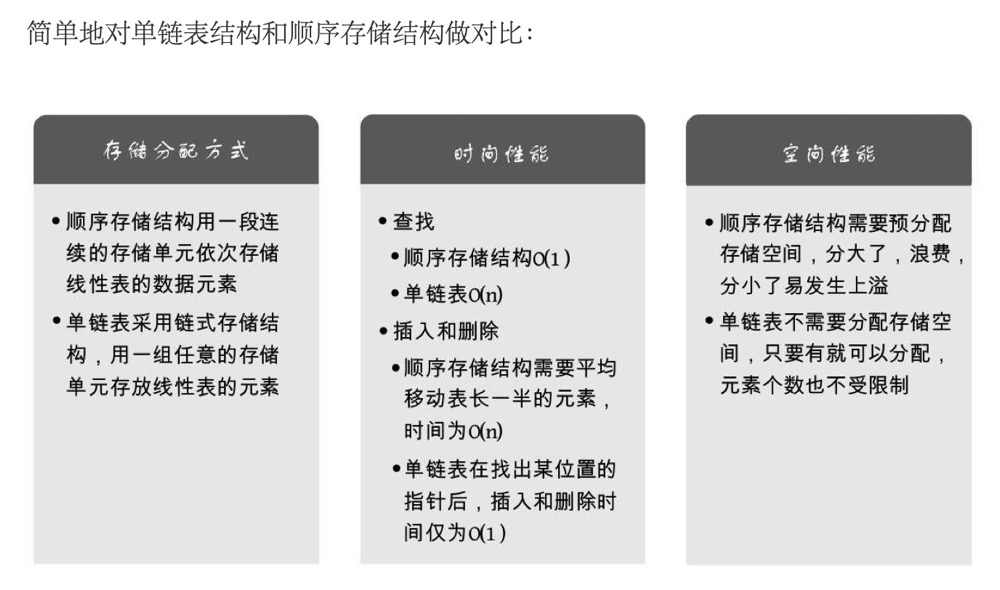 简单地对单链表结构和顺序存储结构做对比：
存储分配方式
•顺序存储结构用一段连
续的存储单元依次存储
线性表的数据元素
•单链表采用链式存储结
构，用一组任意的存储
单元存放线性表的元素
时间性能
•查找
•顺序存储结构O(1)
•单链表O(n)
•插入和删除
•顺序存储结构需要平均
移动表长一半的元素，
时间为O(n)
•单链表在找出某位置的
指针后，插入和删除时
间仅为O(1)
空间性能
•顺序存储结构需要预分配
存储空间，分大了，浪费，
分小了易发生上溢
•单链表不需要分配存储空
间，只要有就可以分配，
元素个数也不受限制